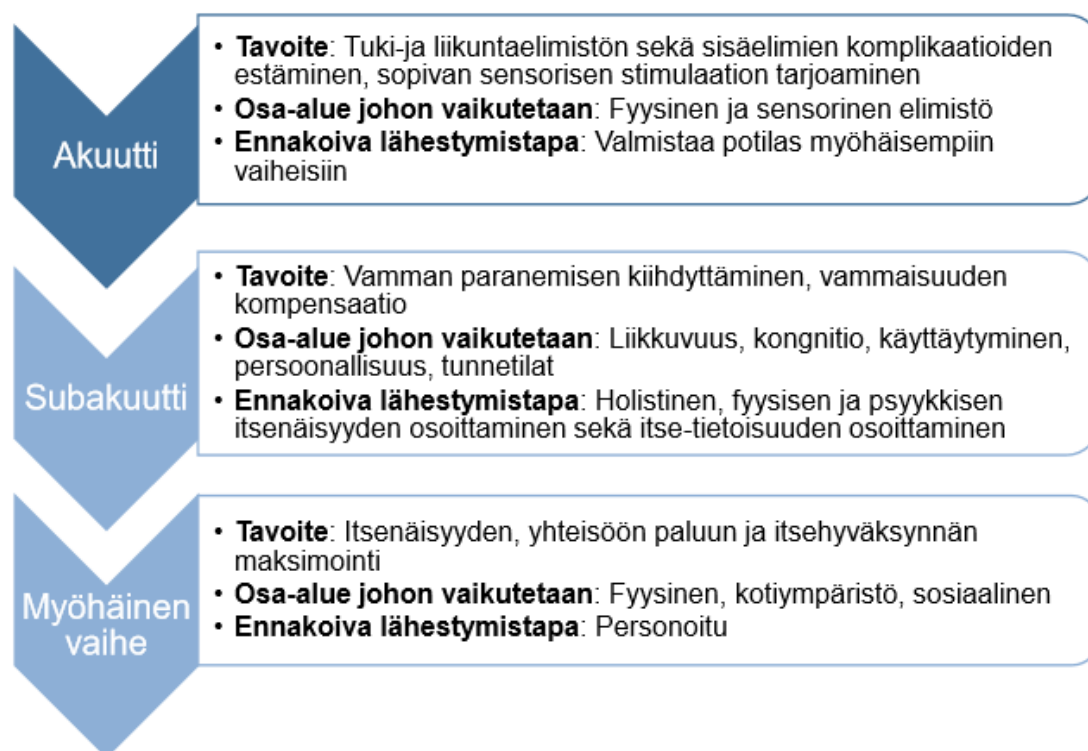 Akuutti
• Tavoite: Tuki-ja liikuntaelimistön sekä sisäelimien komplikaatioiden
estäminen, sopivan sensorisen stimulaation tarjoaminen
• Osa-alue johon vaikutetaan: Fyysinen ja sensorinen elimistö
• Ennakoiva lähestymistapa: Valmistaa potilas myöhäisempiin
vaiheisiin
Subakuutti
• Tavoite: Vamman paranemisen kiihdyttäminen, vammaisuuden
kompensaatio
• Osa-alue johon vaikutetaan: Liikkuvuus, kongnitio, käyttäytyminen,
persoonallisuus, tunnetilat
• Ennakoiva lähestymistapa: Holistinen, fyysisen ja psyykkisen
itsenäisyyden osoittaminen sekä itse-tietoisuuden osoittaminen
Myöhäinen
vaihe
• Tavoite: Itsenäisyyden, yhteisöön paluun ja itsehyväksynnän
maksimointi
• Osa-alue johon vaikutetaan: Fyysinen, kotiympäristö, sosiaalinen
• Ennakoiva lähestymistapa: Personoitu